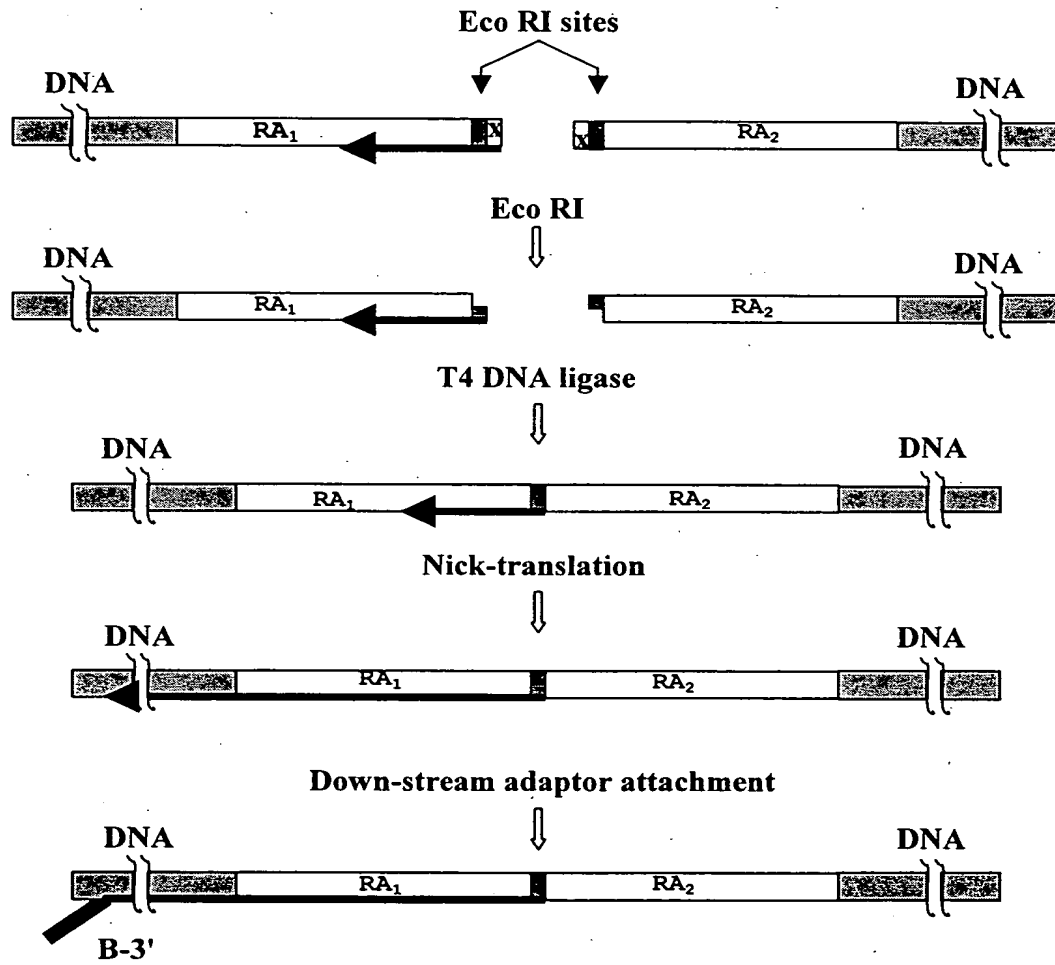 Eco RI sites
DNA DNA
RA₁ X X RA₂
Eco RI
DNA DNA
RA₁ RA₂
T4 DNA ligase
DNA DNA
RA₁ RA₂
Nick-translation
DNA DNA
RA₁ RA₂
Down-stream adaptor attachment
DNA DNA
RA₁ RA₂
B-3'